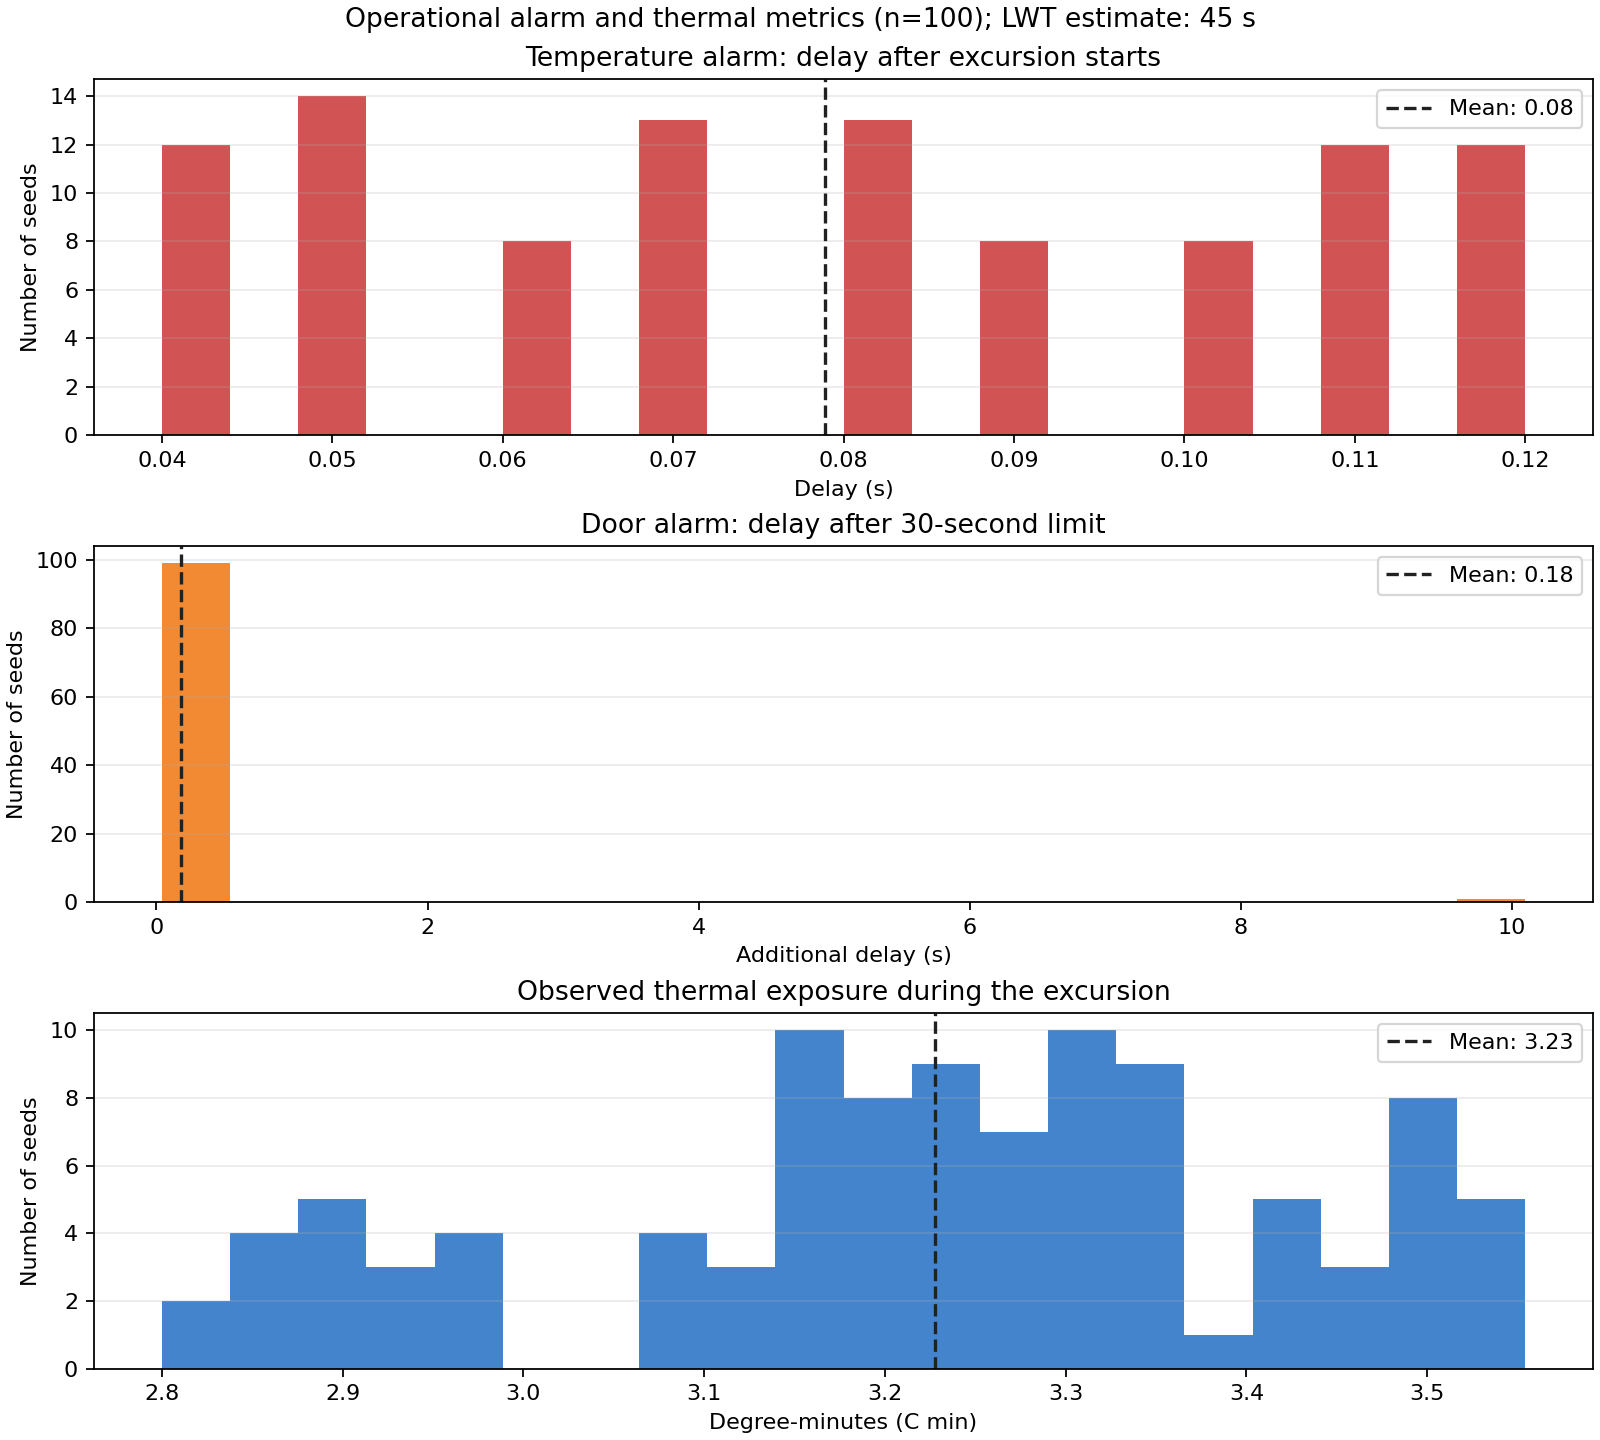 Operational alarm and thermal metrics (n=100); LWT estimate: 45 s
Temperature alarm: delay after excursion starts
Number of seeds
14
12
10
8
6
4
2
0
Mean: 0.08
0.04 0.05 0.06 0.07 0.08 0.09 0.10 0.11 0.12
Delay (s)
Door alarm: delay after 30-second limit
Number of seeds
100
80
60
40
20
0
Mean: 0.18
0 2 4 6 8 10
Additional delay (s)
Observed thermal exposure during the excursion
Number of seeds
10
8
6
4
2
0
Mean: 3.23
2.8 2.9 3.0 3.1 3.2 3.3 3.4 3.5
Degree-minutes (C min)